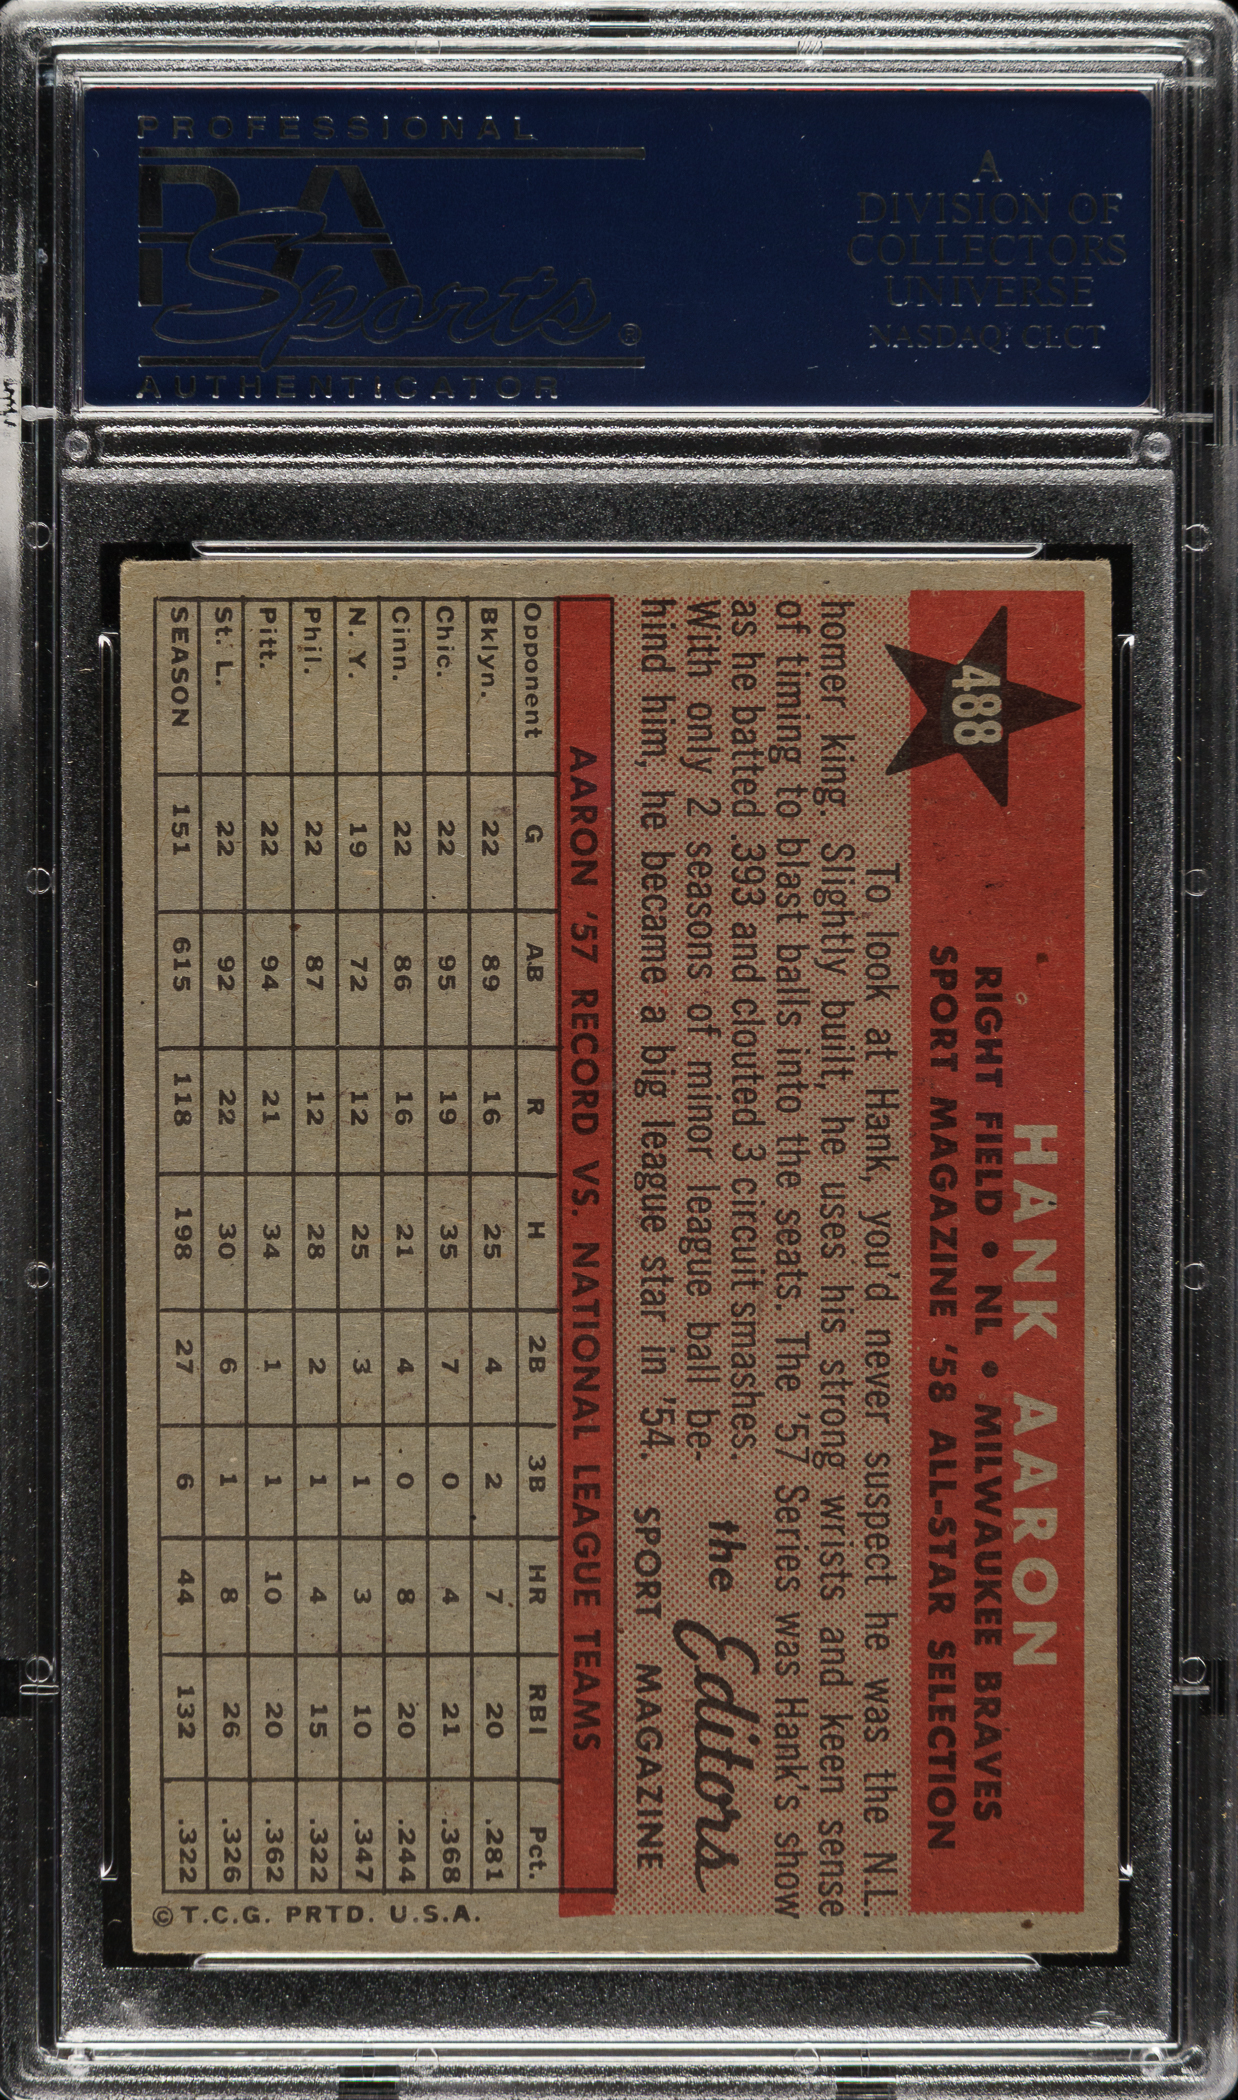 PROFESSIONAL
PSA
Sports®
AUTHENTICATOR
A
DIVISION OF
COLLECTORS
UNIVERSE
NASDAQ: CLCT
488
HANK AARON
RIGHT FIELD • NL • MILWAUKEE BRAVES
SPORT MAGAZINE '58 ALL-STAR SELECTION
To look at Hank, you'd never suspect he was the N.L.
homer king. Slightly built, he uses his strong wrists and keen sense
of timing to blast balls into the seats. The '57 Series was Hank's show
as he batted .393 and clouted 3 circuit smashes.
With only 2 seasons of minor league ball be-
hind him, he became a big league star in '54.
the Editors
SPORT MAGAZINE
AARON '57 RECORD VS. NATIONAL LEAGUE TEAMS
Opponent G AB R H 2B 3B HR RBI Pct.
Bklyn. 22 89 16 25 4 2 7 20 .281
Chic. 22 95 19 35 7 0 4 21 .368
Cinn. 22 86 16 21 4 0 8 20 .244
N.Y. 19 72 12 25 3 1 3 10 .347
Phil. 22 87 12 28 2 1 4 15 .322
Pitt. 22 94 21 34 1 1 10 20 .362
St. L. 22 92 22 30 6 1 8 26 .326
SEASON 151 615 118 198 27 6 44 132 .322
© T.C.G. PRTD. U.S.A.